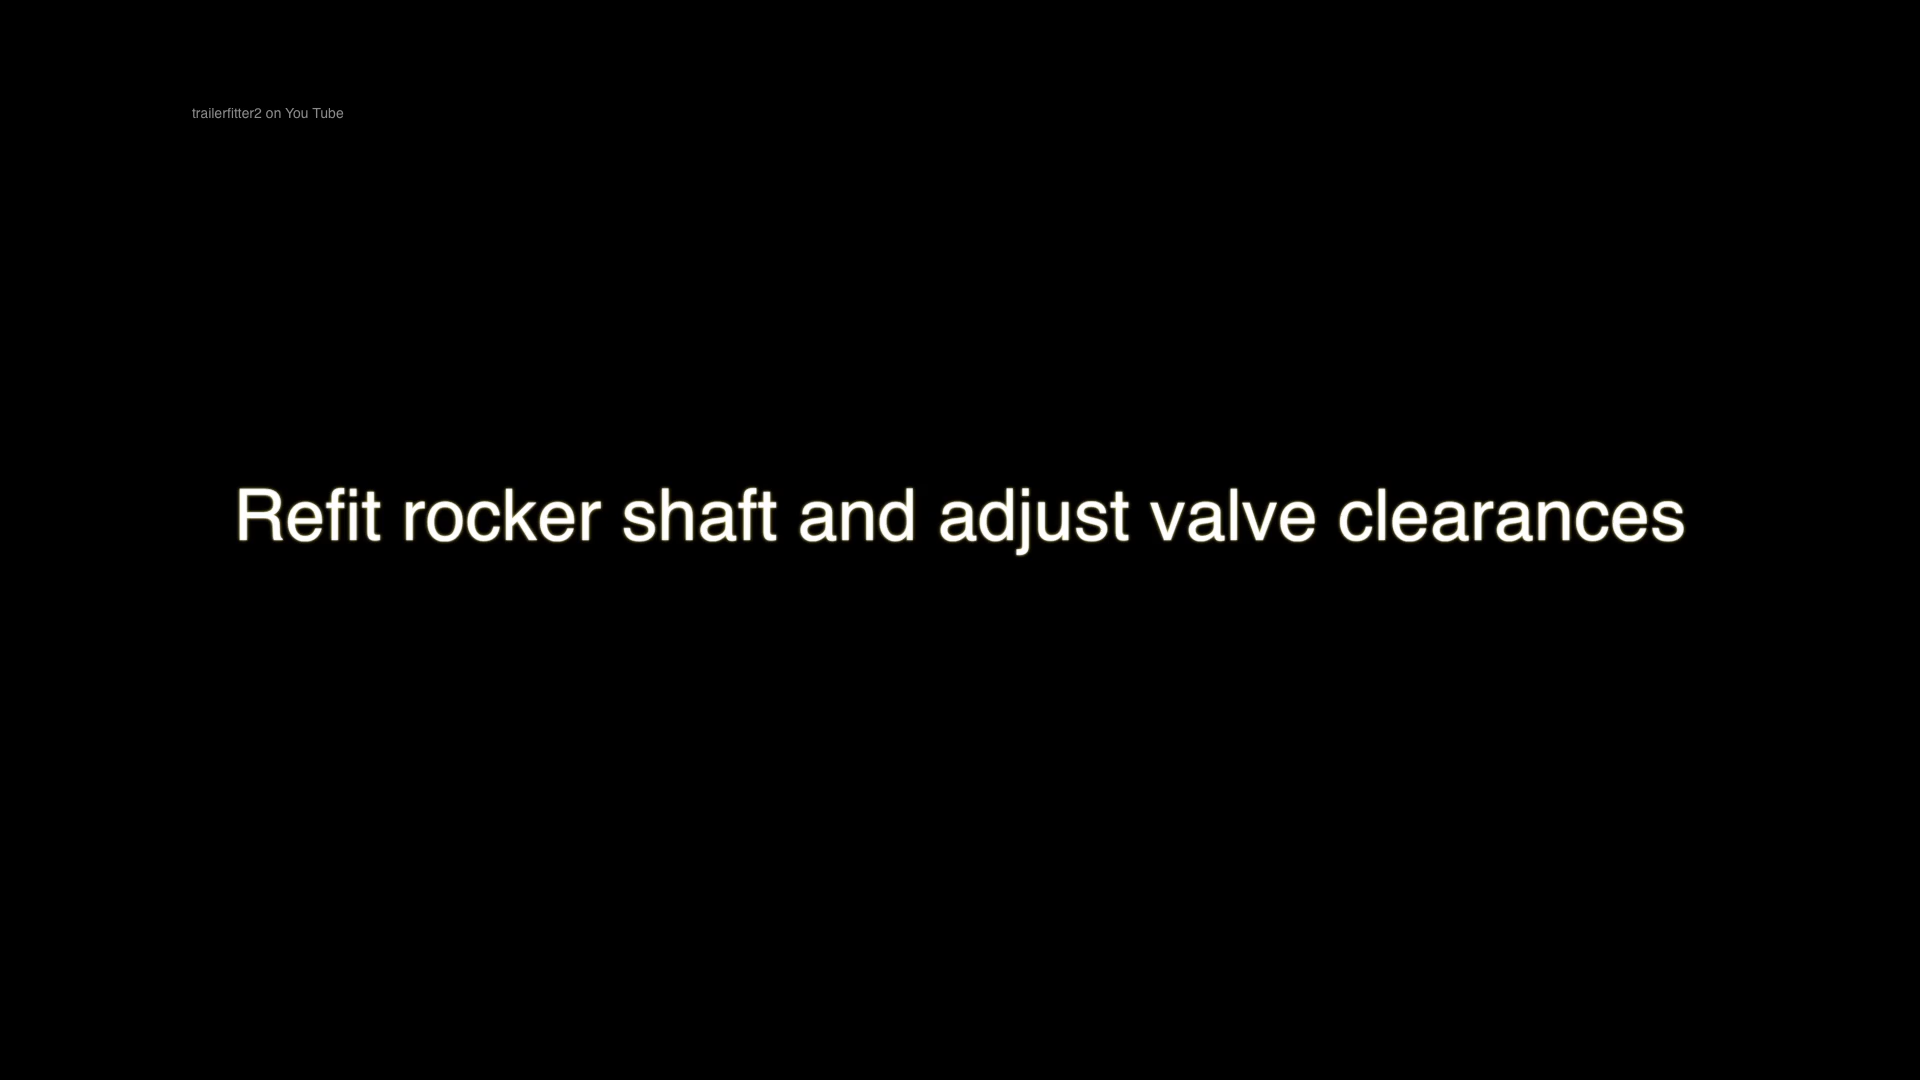 trailerfitter2 on You Tube
Refit rocker shaft and adjust valve clearances